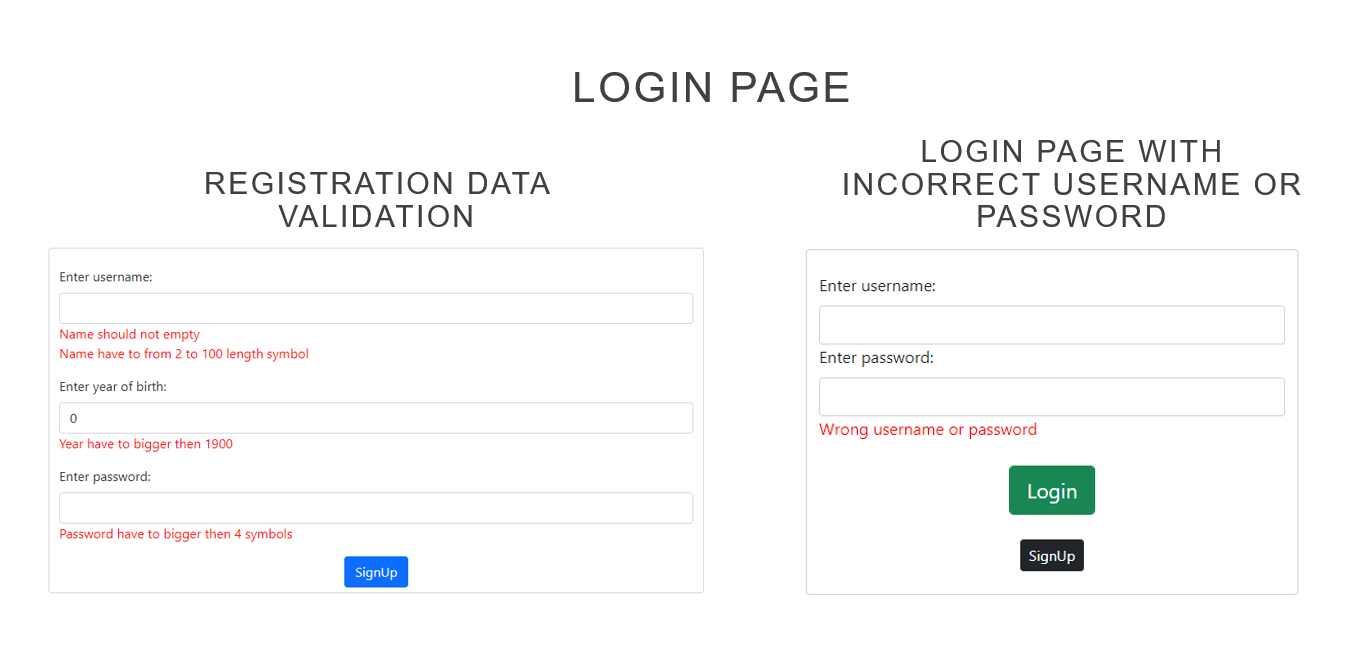 LOGIN PAGE
REGISTRATION DATA
VALIDATION
Enter username:
Name should not empty
Name have to from 2 to 100 length symbol
Enter year of birth:
0
Year have to bigger then 1900
Enter password:
Password have to bigger then 4 symbols
SignUp
LOGIN PAGE WITH
INCORRECT USERNAME OR
PASSWORD
Enter username:
Enter password:
Wrong username or password
Login
SignUp